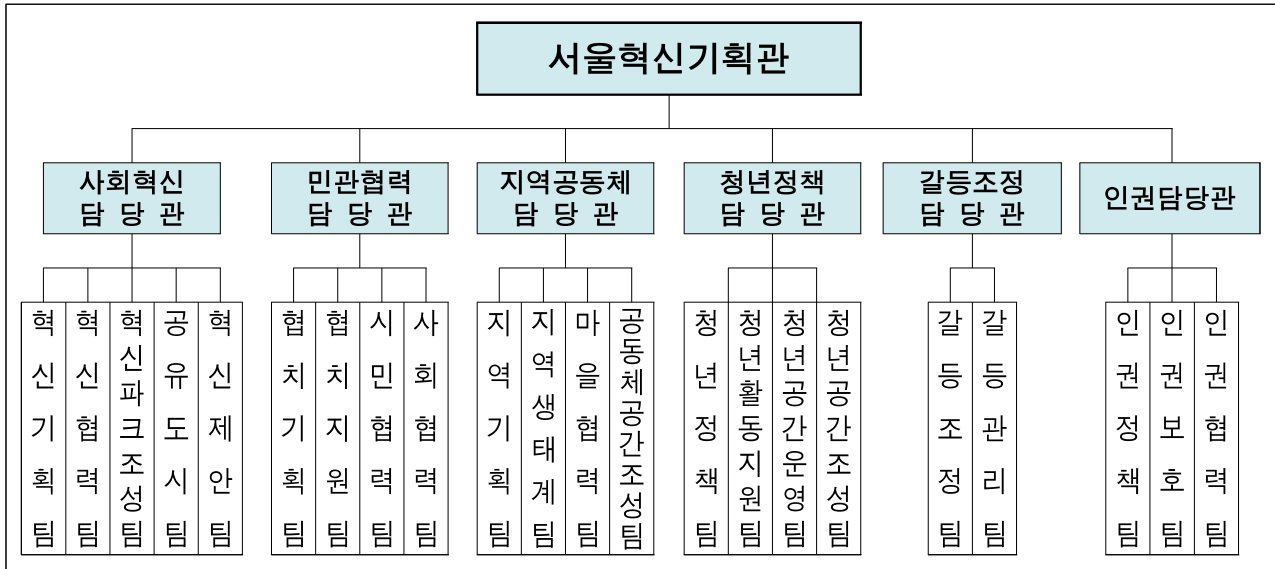 서울혁신기획관
사회혁신
담 당 관
민관협력
담 당 관
지역공동체
담 당 관
청년정책
담 당 관
갈등조정
담 당 관
인권담당관
혁신기획팀
혁신협력팀
혁신파크조성팀
공유도시팀
혁신제안팀
협치기획팀
협치지원팀
시민협력팀
사회협력팀
지역기획팀
지역생태계팀
마을협력팀
공동체공간조성팀
청년정책팀
청년활동지원팀
청년공간운영팀
청년공간조성팀
갈등조정팀
갈등관리팀
인권정책팀
인권보호팀
인권협력팀